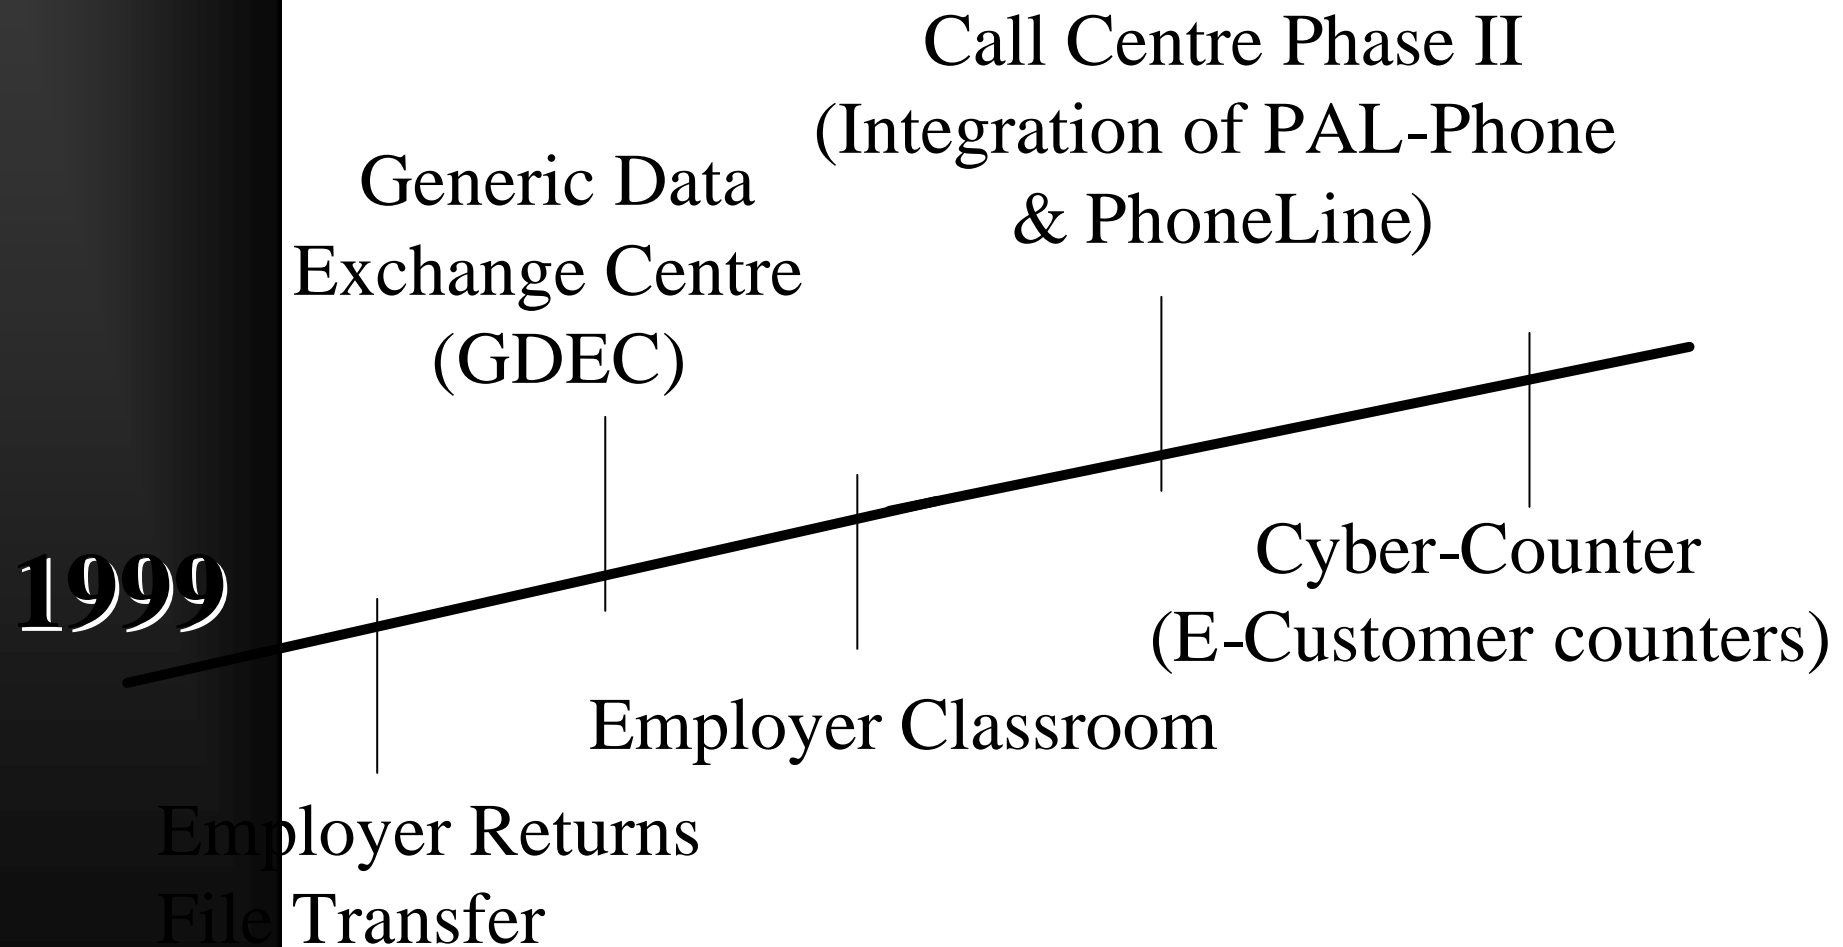 Call Centre Phase II
(Integration of PAL-Phone
& PhoneLine)
Generic Data
Exchange Centre
(GDEC)
1999
Cyber-Counter
(E-Customer counters)
Employer Classroom
Employer Returns
File Transfer